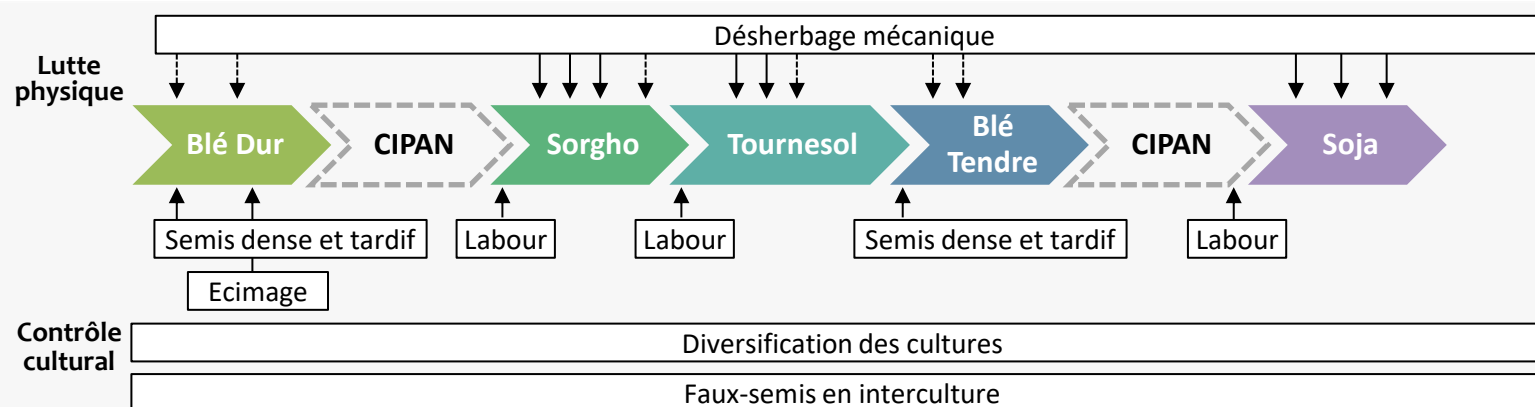 Désherbage mécanique
Lutte
physique
Blé Dur
CIPAN
Sorgho
Tournesol
Blé
Tendre
CIPAN
Soja
Semis dense et tardif
Labour
Labour
Semis dense et tardif
Labour
Ecimage
Contrôle
cultural
Diversification des cultures
Faux-semis en interculture